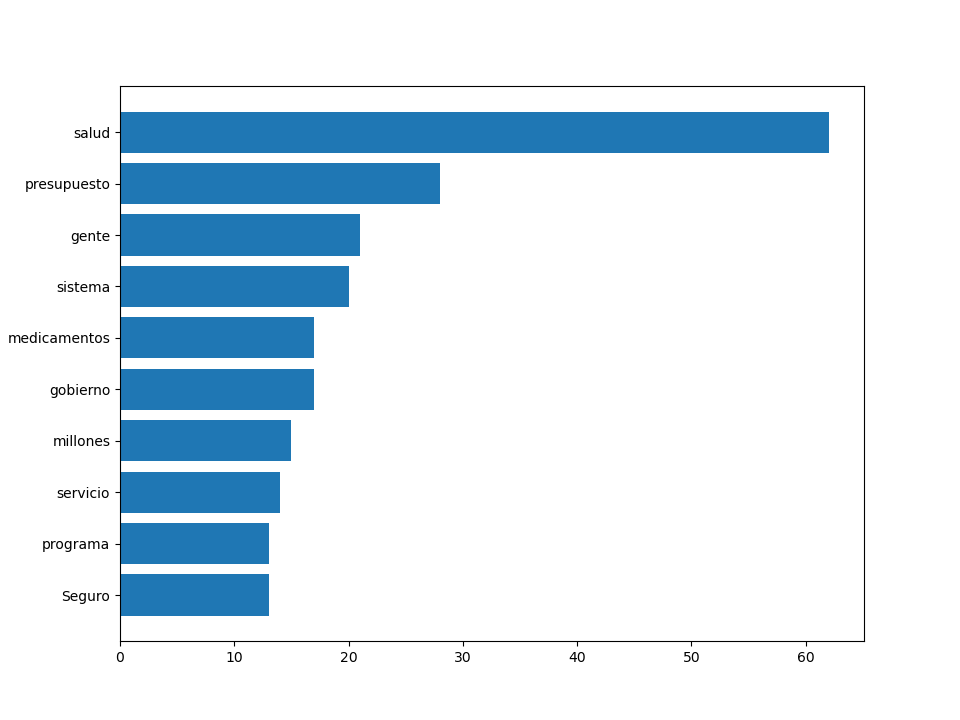 salud
presupuesto
gente
sistema
medicamentos
gobierno
millones
servicio
programa
Seguro
0 10 20 30 40 50 60